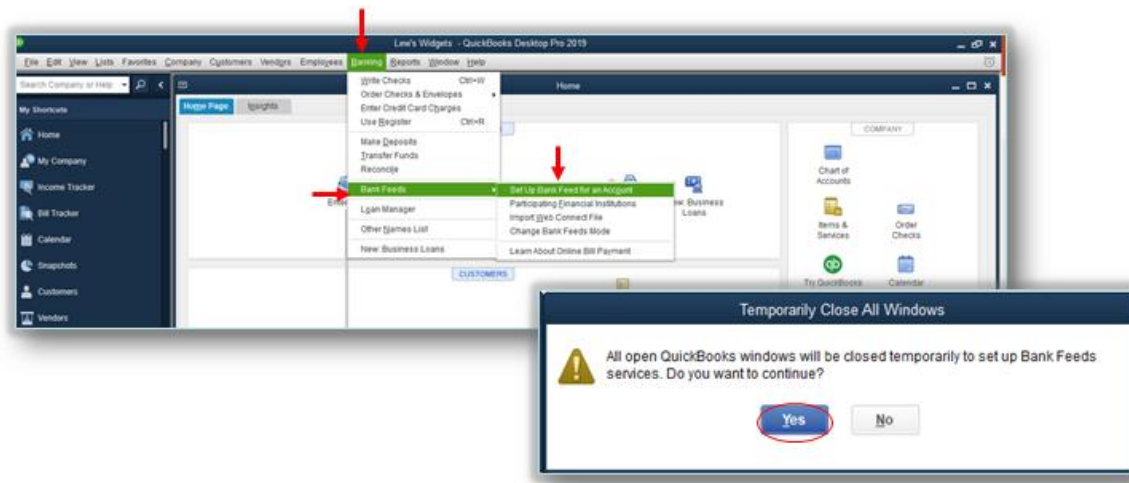 Lew's Widgets - QuickBooks Desktop Pro 2019
File Edit View Lists Favorites Company Customers Vendors Employees Banking Reports Window Help
Search Company or Help
My Shortcuts
Home
My Company
Income Tracker
Bill Tracker
Calendar
Snapshots
Customers
Vendors
Home
Home Page Insights
Write Checks Ctrl+W
Order Checks & Envelopes
Enter Credit Card Charges
Use Register Ctrl+R
Make Deposits
Transfer Funds
Reconcile
Bank Feeds
Loan Manager
Other Names List
New: Business Loans
Set Up Bank Feed for an Account
Participating Financial Institutions
Import Web Connect File
Change Bank Feeds Mode
Learn About Online Bill Payment
Business
Loans
CUSTOMERS
COMPANY
Chart of
Accounts
Items &
Services
Order
Checks
Try QuickBooks
Calendar
Temporarily Close All Windows
All open QuickBooks windows will be closed temporarily to set up Bank Feeds
services. Do you want to continue?
Yes No